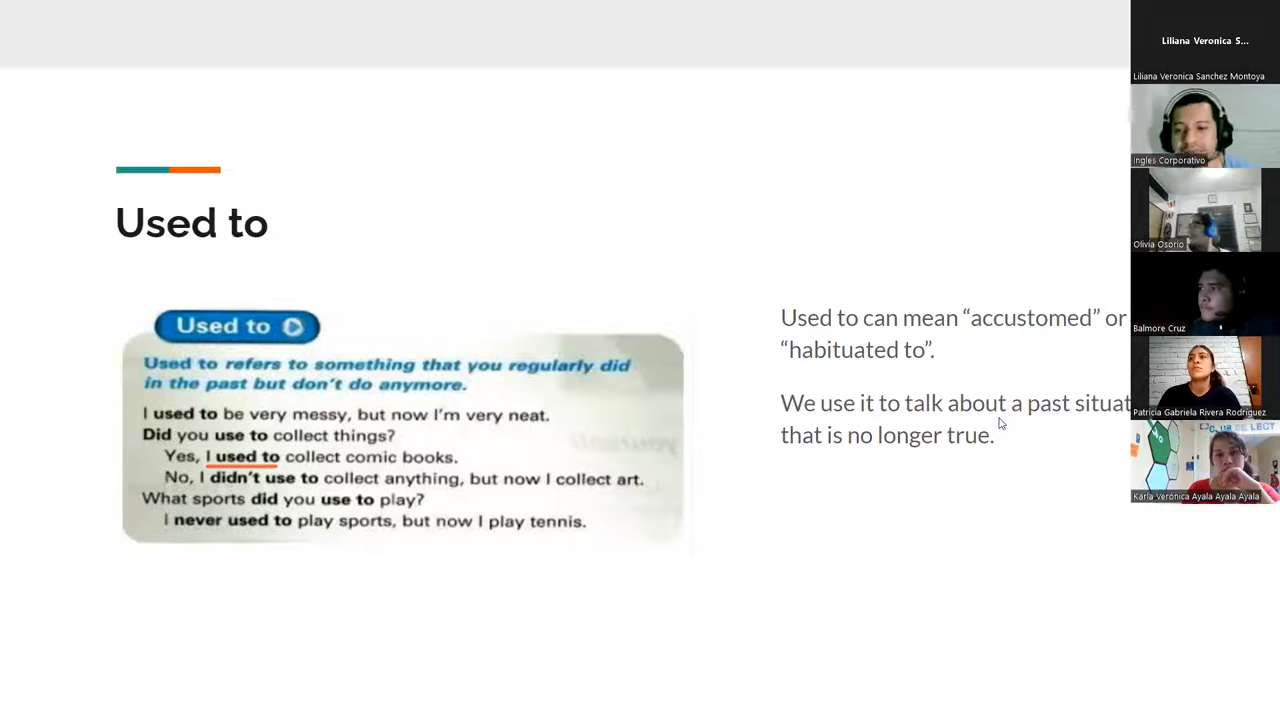 Used to
Used to
Used to refers to something that you regularly did
in the past but don't do anymore.
I used to be very messy, but now I'm very neat.
Did you use to collect things?
Yes, I used to collect comic books.
No, I didn't use to collect anything, but now I collect art.
What sports did you use to play?
I never used to play sports, but now I play tennis.
Used to can mean “accustomed” or
“habituated to”.
We use it to talk about a past situat
that is no longer true.
Liliana Veronica S...
Liliana Veronica Sanchez Montoya
Ingles Corporativo
Olivia Osorio
Balmore Cruz
Patricia Gabriela Rivera Rodriguez
Karla Verónica Ayala Ayala Ayala